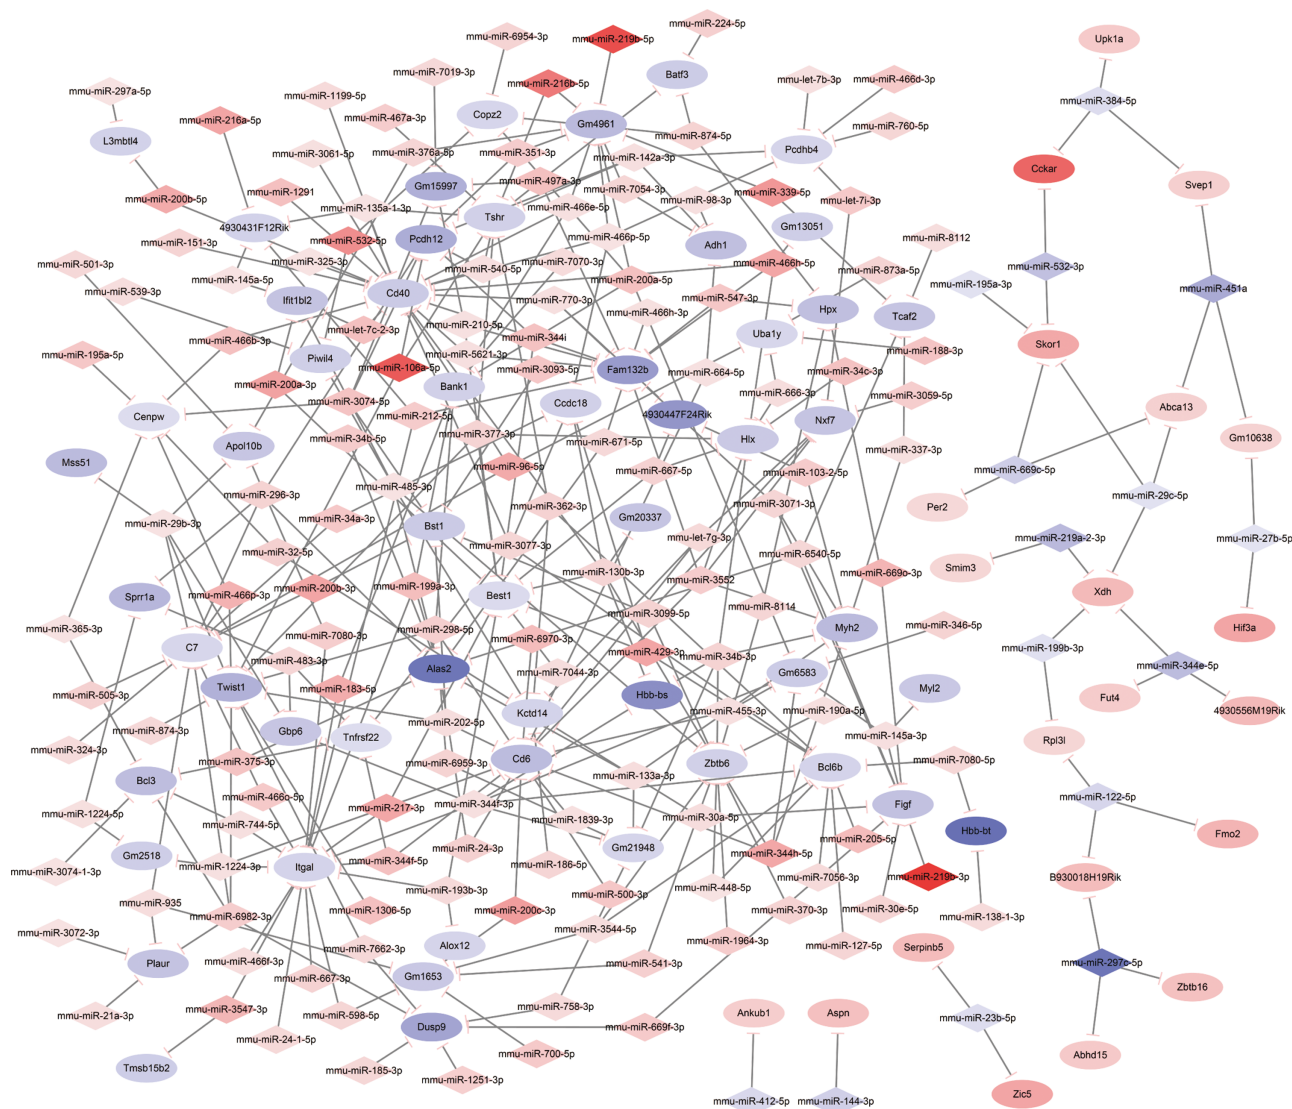 mmu-miR-6954-3p
mmu-miR-219b-5p
mmu-miR-224-5p
Upk1a
mmu-miR-7019-3p
mmu-miR-216b-5p
Batf3
mmu-let-7b-3p
mmu-miR-466d-3p
mmu-miR-297a-5p
mmu-miR-1199-5p
mmu-miR-384-5p
Copz2
mmu-miR-467a-3p
Gm4961
mmu-miR-216a-5p
mmu-miR-874-5p
mmu-miR-760-5p
L3mbtl4
mmu-miR-3061-5p
mmu-miR-376a-5p
mmu-miR-351-3p
mmu-miR-142a-3p
Pcdhb4
Cckar
Gm15997
mmu-miR-497a-3p
mmu-miR-7054-3p
mmu-miR-339-5p
Svep1
mmu-miR-1291
mmu-miR-200b-5p
mmu-miR-98-3p
mmu-let-7i-3p
mmu-miR-135a-1-3p
mmu-miR-466e-5p
Tshr
4930431F12Rik
Gm13051
mmu-miR-532-5p
Pcdh12
mmu-miR-466p-5p
Adh1
mmu-miR-8112
mmu-miR-151-3p
mmu-miR-325-3p
mmu-miR-7070-3p
mmu-miR-466h-5p
mmu-miR-873a-5p
mmu-miR-532-3p
mmu-miR-501-3p
mmu-miR-540-5p
mmu-miR-145a-5p
mmu-miR-200a-5p
mmu-miR-195a-3p
mmu-miR-451a
mmu-miR-539-3p
Ifit1bl2
Cd40
mmu-miR-770-3p
mmu-miR-547-3p
Hpx
mmu-miR-466h-3p
Tcaf2
mmu-let-7c-2-3p
mmu-miR-210-5p
Uba1y
mmu-miR-466b-3p
mmu-miR-344i
Skor1
mmu-miR-195a-5p
Piwil4
mmu-miR-5621-3p
mmu-miR-188-3p
mmu-miR-106a-5p
mmu-miR-3093-5p
Fam132b
mmu-miR-664-5p
mmu-miR-34c-3p
mmu-miR-200a-3p
Bank1
mmu-miR-666-3p
mmu-miR-3059-5p
mmu-miR-3074-5p
Ccdc18
Abca13
Cenpw
mmu-miR-212-5p
4930447F24Rik
Nxf7
mmu-miR-34b-5p
mmu-miR-377-3p
Hlx
Gm10638
Apol10b
mmu-miR-671-5p
mmu-miR-337-3p
Mss51
mmu-miR-96-5p
mmu-miR-667-5p
mmu-miR-103-2-5p
mmu-miR-669c-5p
mmu-miR-485-3p
mmu-miR-296-3p
mmu-miR-29c-5p
mmu-miR-362-3p
mmu-miR-3071-3p
Per2
mmu-miR-34a-3p
Gm20337
mmu-miR-29b-3p
Bst1
mmu-let-7g-3p
mmu-miR-219a-2-3p
mmu-miR-27b-5p
mmu-miR-32-5p
mmu-miR-3077-3p
mmu-miR-6540-5p
Smim3
mmu-miR-130b-3p
mmu-miR-669c-3p
mmu-miR-3552
mmu-miR-200b-3p
mmu-miR-199a-3p
Xdh
Sprr1a
mmu-miR-466p-3p
Best1
mmu-miR-8114
mmu-miR-3099-5p
mmu-miR-365-3p
Myh2
Hif3a
mmu-miR-346-5p
mmu-miR-7080-3p
mmu-miR-298-5p
mmu-miR-6970-3p
C7
mmu-miR-199b-3p
mmu-miR-429-3p
mmu-miR-34b-3p
mmu-miR-483-3p
Alas2
mmu-miR-344e-5p
mmu-miR-7044-3p
Gm6583
Myl2
mmu-miR-183-5p
Twist1
Hbb-bs
mmu-miR-505-3p
Fut4
mmu-miR-455-3p
mmu-miR-190a-5p
4930556M19Rik
Kctd14
mmu-miR-202-5p
mmu-miR-874-3p
Gbp6
Tnfrsf22
mmu-miR-145a-3p
Rpl3l
mmu-miR-324-3p
mmu-miR-6959-3p
Cd6
mmu-miR-7080-5p
mmu-miR-375-3p
Zbtb6
Bcl6b
mmu-miR-133a-3p
Bcl3
mmu-miR-466o-5p
mmu-miR-122-5p
mmu-miR-217-3p
mmu-miR-344f-3p
Figf
mmu-miR-1224-5p
mmu-miR-30a-5p
mmu-miR-744-5p
mmu-miR-1839-3p
Hbb-bt
Fmo2
mmu-miR-205-5p
Gm21948
mmu-miR-24-3p
mmu-miR-344h-5p
Gm2518
mmu-miR-344f-5p
mmu-miR-1224-3p
mmu-miR-186-5p
Itgal
mmu-miR-3074-1-3p
mmu-miR-7056-3p
mmu-miR-219b-3p
B930018H19Rik
mmu-miR-193b-3p
mmu-miR-448-5p
mmu-miR-500-3p
mmu-miR-935
mmu-miR-1306-5p
mmu-miR-200c-3p
mmu-miR-30e-5p
mmu-miR-138-1-3p
mmu-miR-370-3p
mmu-miR-6982-3p
mmu-miR-3544-5p
mmu-miR-3072-3p
mmu-miR-1964-3p
mmu-miR-7662-3p
Alox12
mmu-miR-127-5p
Serpinb5
mmu-miR-466f-3p
mmu-miR-297c-5p
Plaur
mmu-miR-541-3p
mmu-miR-667-3p
Gm1653
Zbtb16
mmu-miR-3547-3p
mmu-miR-758-3p
mmu-miR-21a-3p
mmu-miR-598-5p
Ankub1
Aspn
mmu-miR-23b-5p
Dusp9
mmu-miR-669f-3p
mmu-miR-24-1-5p
mmu-miR-700-5p
Abhd15
Tmsb15b2
mmu-miR-185-3p
mmu-miR-1251-3p
Zic5
mmu-miR-412-5p
mmu-miR-144-3p